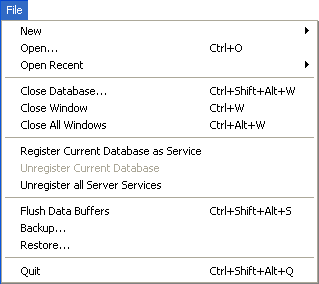 File
New
Open... Ctrl+O
Open Recent
Close Database... Ctrl+Shift+Alt+W
Close Window Ctrl+W
Close All Windows Ctrl+Alt+W
Register Current Database as Service
Unregister Current Database
Unregister all Server Services
Flush Data Buffers Ctrl+Shift+Alt+S
Backup...
Restore...
Quit Ctrl+Shift+Alt+Q